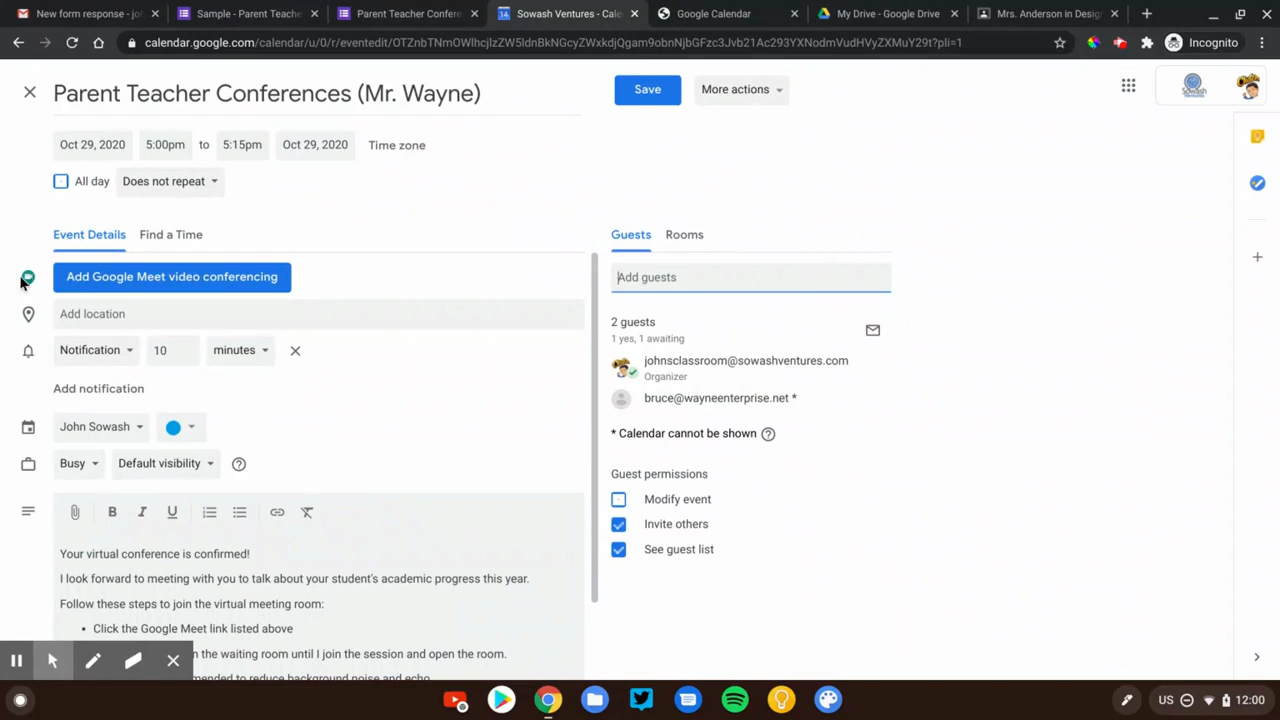 New form response - jo
Sample - Parent Teache
Parent Teacher Confere
Sowash Ventures - Cal
Google Calendar
My Drive - Google Drive
Mrs. Anderson in Desig
calendar.google.com/calendar/u/0/r/eventedit/OTZnbTNmOWlhcjlzZW5ldnBkNGcyZWxkdjQgam9obnNjbGFzc3Jvb21Ac293YXNodmVudHVyZXMuY29t?pli=1
Incognito
Parent Teacher Conferences (Mr. Wayne)
Save
More actions
Oct 29, 2020 5:00pm to 5:15pm Oct 29, 2020 Time zone
All day Does not repeat
Event Details Find a Time
Guests Rooms
Add Google Meet video conferencing
Add guests
Add location
2 guests
1 yes, 1 awaiting
Notification 10 minutes
johnsclassroom@sowashventures.com
Organizer
Add notification
bruce@wayneenterprise.net *
John Sowash
* Calendar cannot be shown
Busy Default visibility
Guest permissions
Modify event
Invite others
See guest list
B I U
Your virtual conference is confirmed!
I look forward to meeting with you to talk about your student's academic progress this year.
Follow these steps to join the virtual meeting room:
• Click the Google Meet link listed above
the waiting room until I join the session and open the room.
mended to reduce background noise and echo
US 12:00